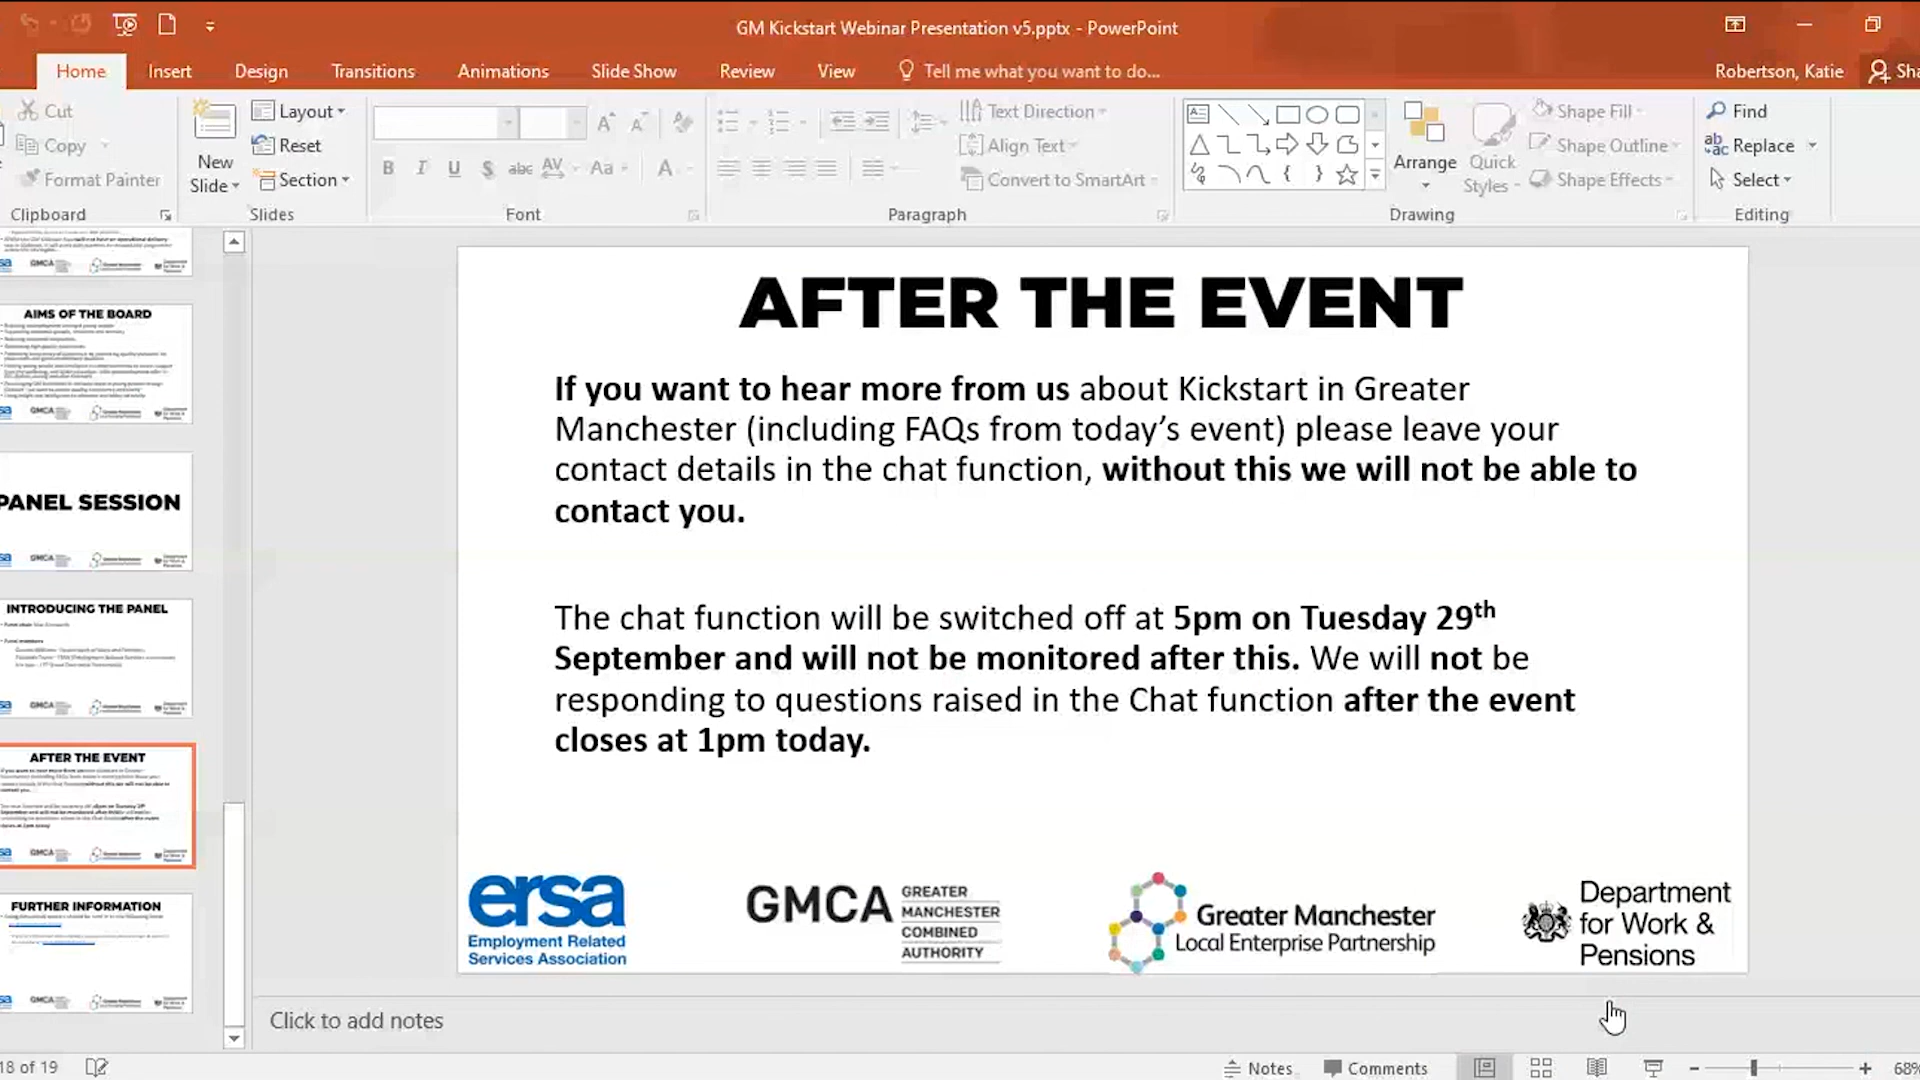 GM Kickstart Webinar Presentation v5.pptx - PowerPoint
Home Insert Design Transitions Animations Slide Show Review View Tell me what you want to do... Robertson, Katie Sha
Cut
Copy
Format Painter
Clipboard
New
Slide
Layout
Reset
Section
Slides
Font
Text Direction
Align Text
Convert to SmartArt
Paragraph
Arrange
Quick
Styles
Shape Fill
Shape Outline
Shape Effects
Drawing
Find
Replace
Select
Editing
AIMS OF THE BOARD
PANEL SESSION
INTRODUCING THE PANEL
AFTER THE EVENT
FURTHER INFORMATION
AFTER THE EVENT
If you want to hear more from us about Kickstart in Greater
Manchester (including FAQs from today's event) please leave your
contact details in the chat function, without this we will not be able to
contact you.
The chat function will be switched off at 5pm on Tuesday 29th
September and will not be monitored after this. We will not be
responding to questions raised in the Chat function after the event
closes at 1pm today.
ersa
Employment Related
Services Association
GMCA
GREATER
MANCHESTER
COMBINED
AUTHORITY
Greater Manchester
Local Enterprise Partnership
Department
for Work &
Pensions
Click to add notes
18 of 19
Notes Comments 68%